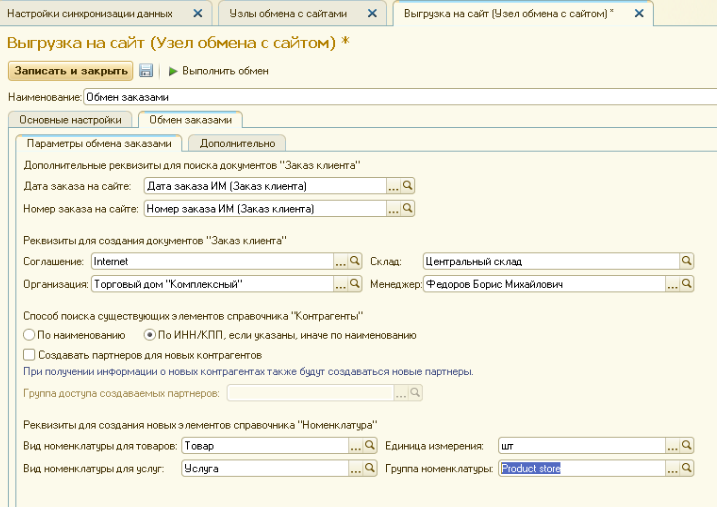 Настройки синхронизации данных Узлы обмена с сайтами Выгрузка на сайт (Узел обмена с сайтом) *
Выгрузка на сайт (Узел обмена с сайтом) *
Записать и закрыть Выполнить обмен
Наименование: Обмен заказами
Основные настройки Обмен заказами
Параметры обмена заказами Дополнительно
Дополнительные реквизиты для поиска документов "Заказ клиента"
Дата заказа на сайте: Дата заказа ИМ (Заказ клиента) ...
Номер заказа на сайте: Номер заказа ИМ (Заказ клиента) ...
Реквизиты для создания документов "Заказ клиента"
Соглашение: Internet ... Склад: Центральный склад
Организация: Торговый дом "Комплексный" ... Менеджер: Федоров Борис Михайлович ...
Способ поиска существующих элементов справочника "Контрагенты"
По наименованию По ИНН/КПП, если указаны, иначе по наименованию
Создавать партнеров для новых контрагентов
При получении информации о новых контрагентах также будут создаваться новые партнеры.
Группа доступа создаваемых партнеров: ...
Реквизиты для создания новых элементов справочника "Номенклатура"
Вид номенклатуры для товаров: Товар ... Единица измерения: шт ...
Вид номенклатуры для услуг: Услуга ... Группа номенклатуры: Product store ...